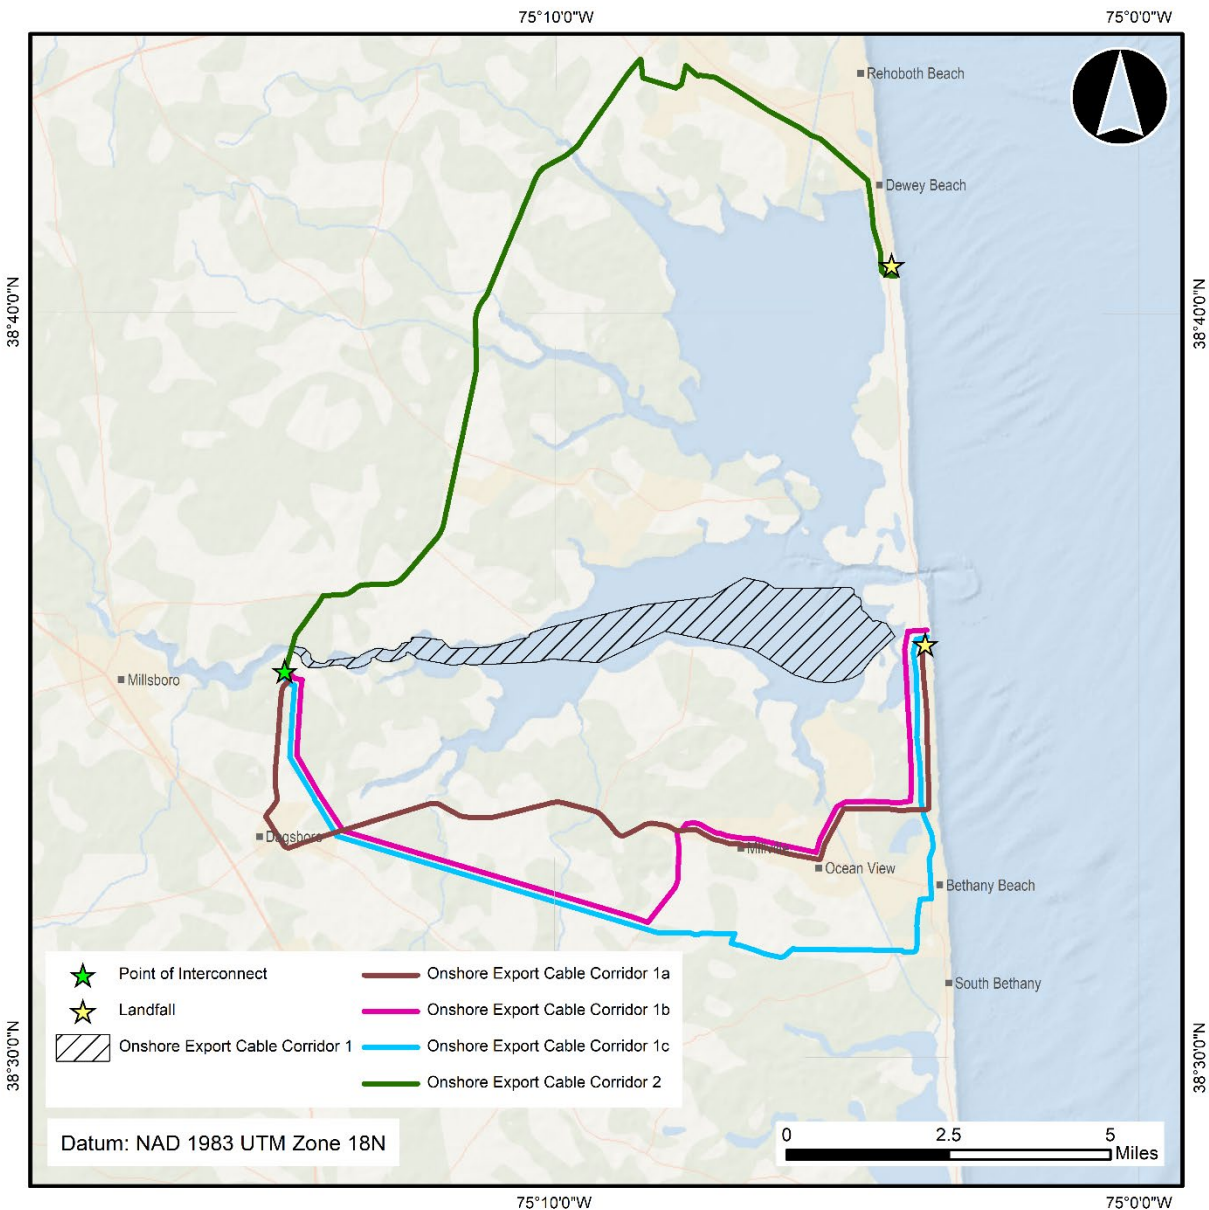 75°10'0"W
75°0'0"W
Rehoboth Beach
Dewey Beach
38°40'0"N
38°40'0"N
Millsboro
Dagsboro
Millville
Ocean View
Bethany Beach
South Bethany
Point of Interconnect
Landfall
Onshore Export Cable Corridor 1
Onshore Export Cable Corridor 1a
Onshore Export Cable Corridor 1b
Onshore Export Cable Corridor 1c
Onshore Export Cable Corridor 2
38°30'0"N
38°30'0"N
Datum: NAD 1983 UTM Zone 18N
0
2.5
5
Miles
75°10'0"W
75°0'0"W